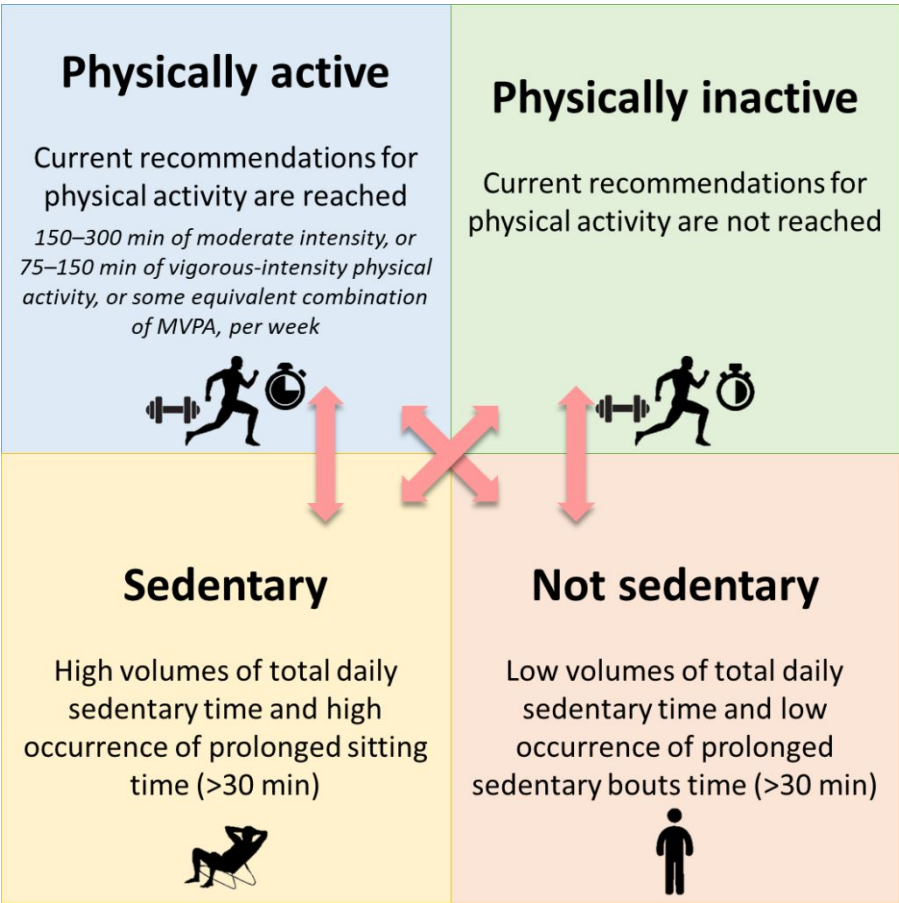 Physically active
Current recommendations for
physical activity are reached
150–300 min of moderate intensity, or
75–150 min of vigorous-intensity physical
activity, or some equivalent combination
of MVPA, per week
Physically inactive
Current recommendations for
physical activity are not reached
Sedentary
High volumes of total daily
sedentary time and high
occurrence of prolonged sitting
time (>30 min)
Not sedentary
Low volumes of total daily
sedentary time and low
occurrence of prolonged
sedentary bouts time (>30 min)